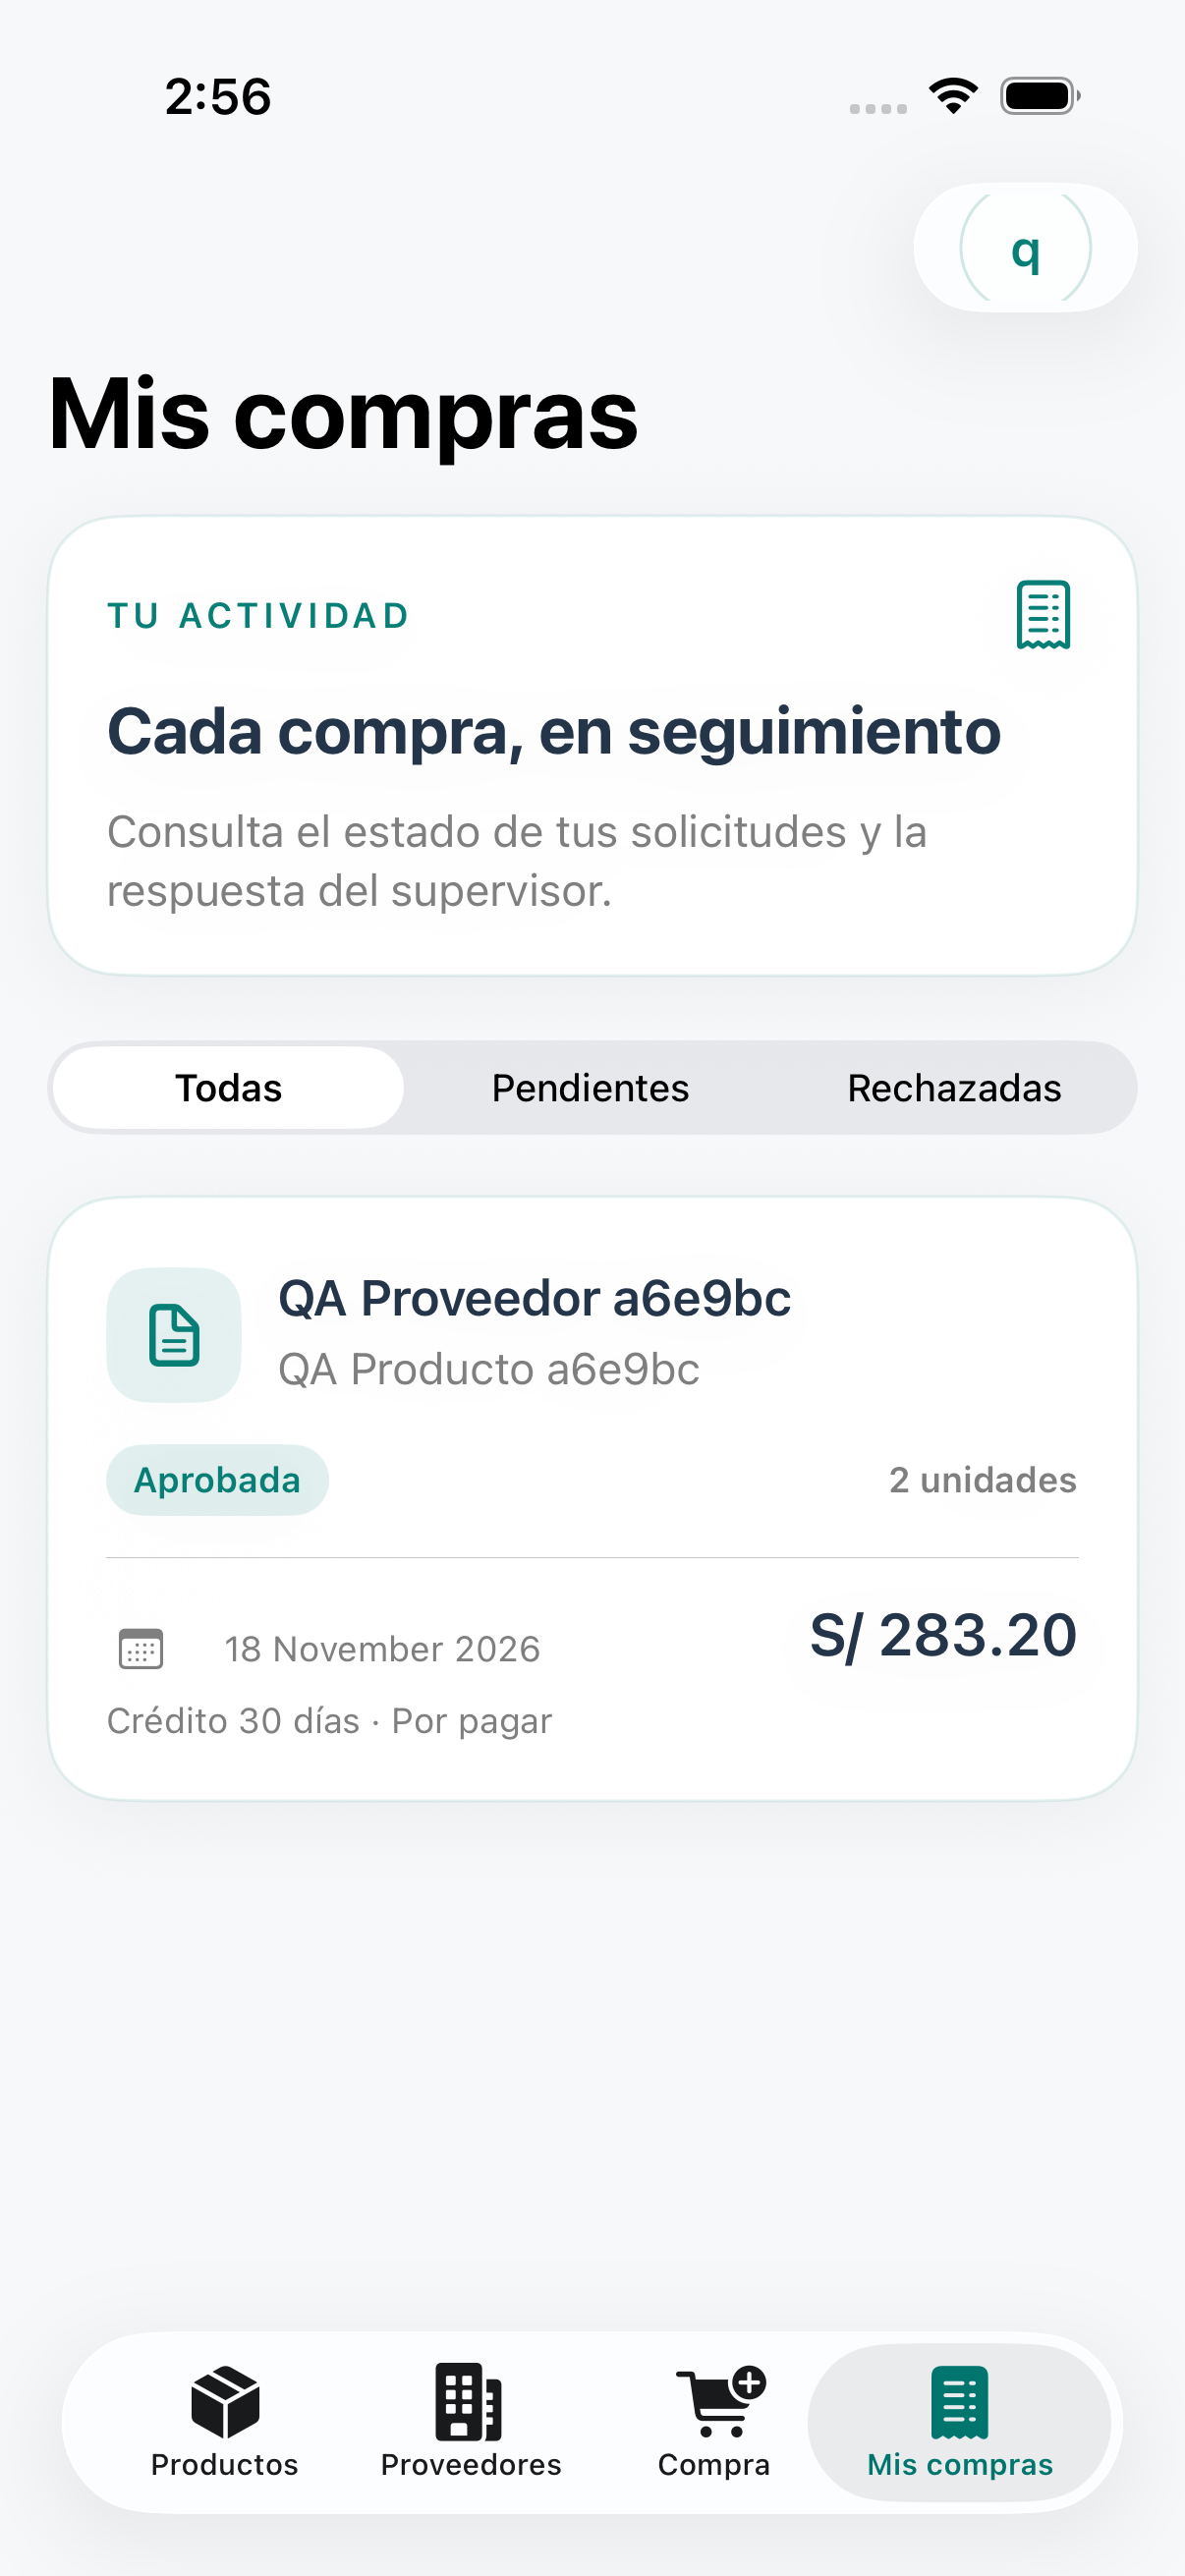 2:56
q
Mis compras
TU ACTIVIDAD
Cada compra, en seguimiento
Consulta el estado de tus solicitudes y la
respuesta del supervisor.
Todas
Pendientes
Rechazadas
QA Proveedor a6e9bc
QA Producto a6e9bc
Aprobada
2 unidades
18 November 2026
S/ 283.20
Crédito 30 días · Por pagar
Productos
Proveedores
Compra
Mis compras